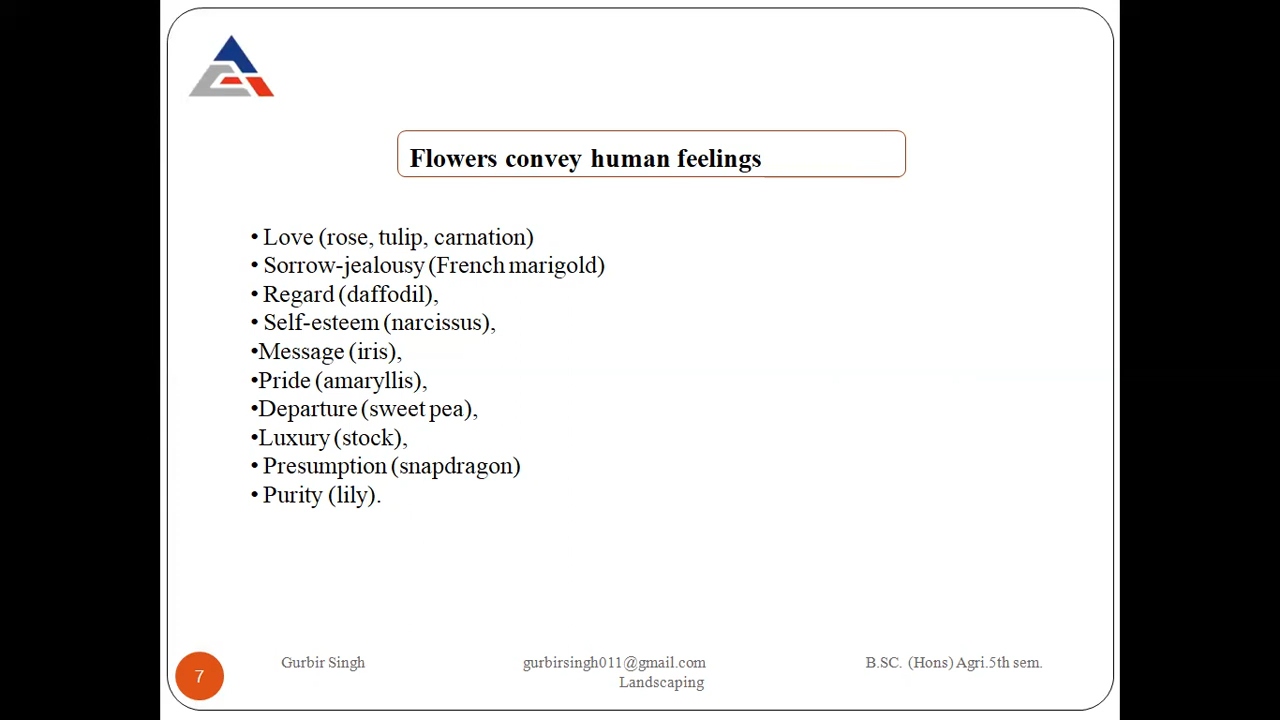 Flowers convey human feelings
• Love (rose, tulip, carnation)
• Sorrow-jealousy (French marigold)
• Regard (daffodil),
• Self-esteem (narcissus),
•Message (iris),
•Pride (amaryllis),
•Departure (sweet pea),
•Luxury (stock),
• Presumption (snapdragon)
• Purity (lily).
7
Gurbir Singh
gurbirsingh011@gmail.com
Landscaping
B.SC. (Hons) Agri.5th sem.